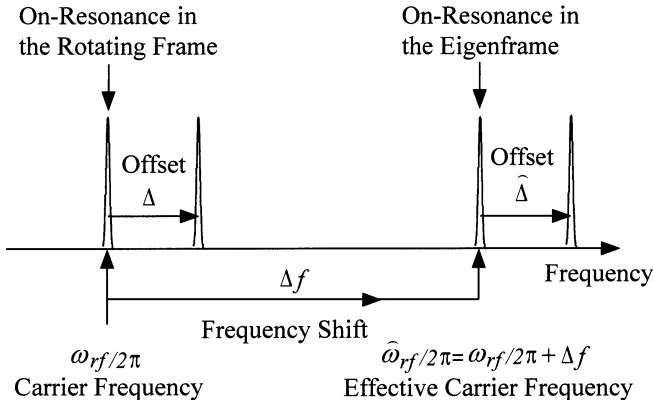 On-Resonance in
the Rotating Frame
On-Resonance in
the Eigenframe
Offset
Δ
Offset
Δ̂
Frequency
Δf
Frequency Shift
ω_rf/2π
Carrier Frequency
ω̂_rf/2π= ω_rf/2π + Δf
Effective Carrier Frequency